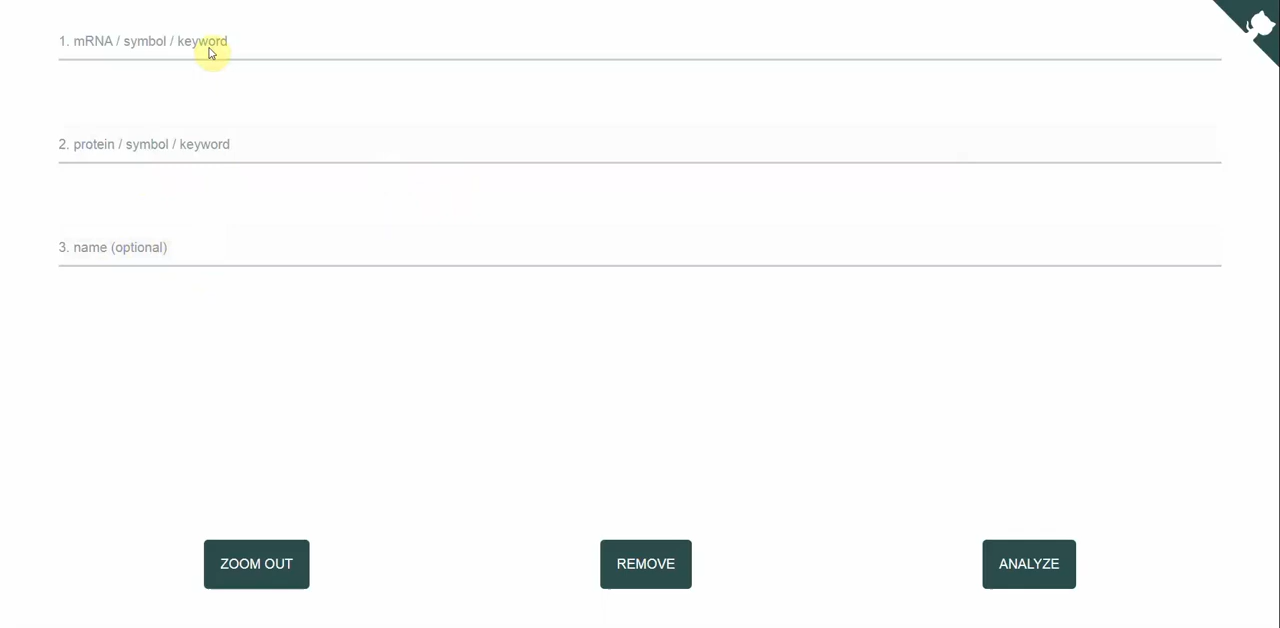 1. mRNA / symbol / keyword
2. protein / symbol / keyword
3. name (optional)
ZOOM OUT
REMOVE
ANALYZE